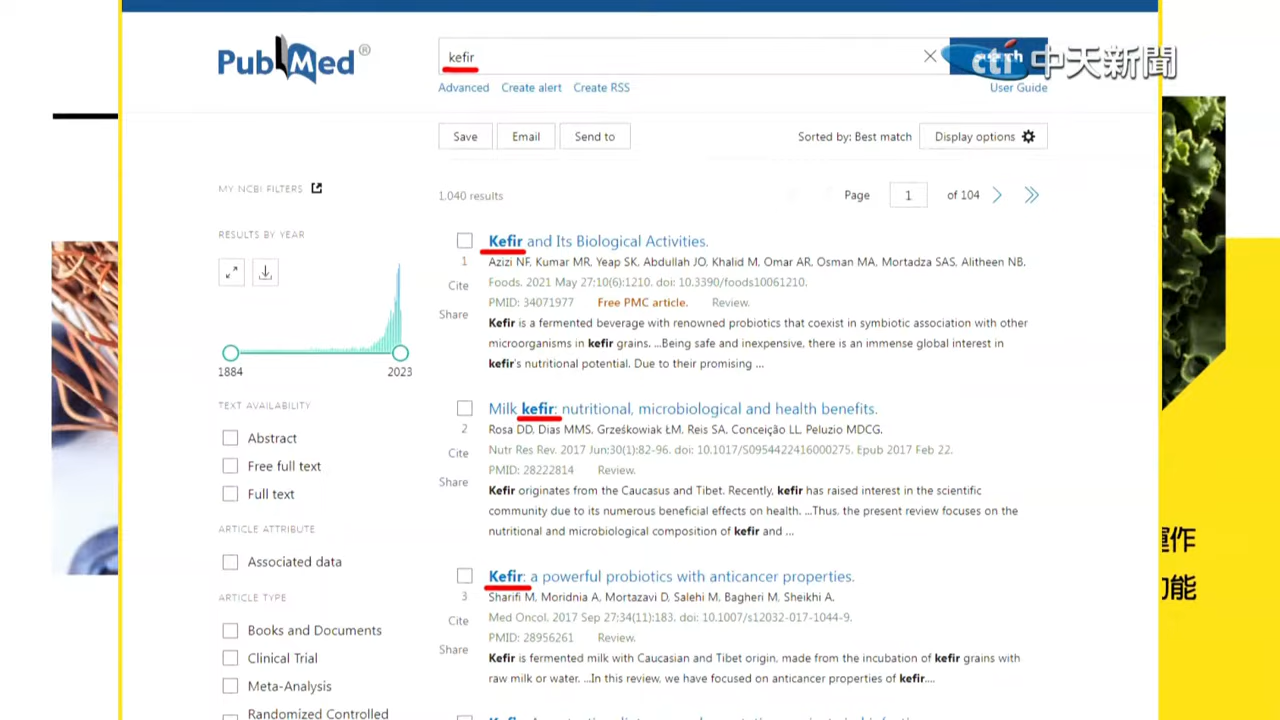 PubMed®
kefir
cti 中天新聞
Advanced Create alert Create RSS
User Guide
Save Email Send to
Sorted by: Best match Display options
MY NCBI FILTERS
1,040 results
Page 1 of 104
RESULTS BY YEAR
1884 2023
TEXT AVAILABILITY
Abstract
Free full text
Full text
ARTICLE ATTRIBUTE
Associated data
ARTICLE TYPE
Books and Documents
Clinical Trial
Meta-Analysis
Randomized Controlled
Kefir and Its Biological Activities.
1 Azizi NF, Kumar MR, Yeap SK, Abdullah JO, Khalid M, Omar AR, Osman MA, Mortadza SAS, Alitheen NB.
Cite Foods. 2021 May 27;10(6):1210. doi: 10.3390/foods10061210.
PMID: 34071977 Free PMC article. Review.
Share
Kefir is a fermented beverage with renowned probiotics that coexist in symbiotic association with other
microorganisms in kefir grains. ...Being safe and inexpensive, there is an immense global interest in
kefir's nutritional potential. Due to their promising ...
Milk kefir: nutritional, microbiological and health benefits.
2 Rosa DD, Dias MMS, Grześkowiak ŁM, Reis SA, Conceição LL, Peluzio MDCG.
Cite Nutr Res Rev. 2017 Jun;30(1):82-96. doi: 10.1017/S0954422416000275. Epub 2017 Feb 22.
PMID: 28222814 Review.
Share
Kefir originates from the Caucasus and Tibet. Recently, kefir has raised interest in the scientific
community due to its numerous beneficial effects on health. ...Thus, the present review focuses on the
nutritional and microbiological composition of kefir and ...
Kefir: a powerful probiotics with anticancer properties.
3 Sharifi M, Moridnia A, Mortazavi D, Salehi M, Bagheri M, Sheikhi A.
Cite Med Oncol. 2017 Sep 27;34(11):183. doi: 10.1007/s12032-017-1044-9.
PMID: 28956261 Review.
Share
Kefir is fermented milk with Caucasian and Tibet origin, made from the incubation of kefir grains with
raw milk or water. ...In this review, we have focused on anticancer properties of kefir....
運作
功能